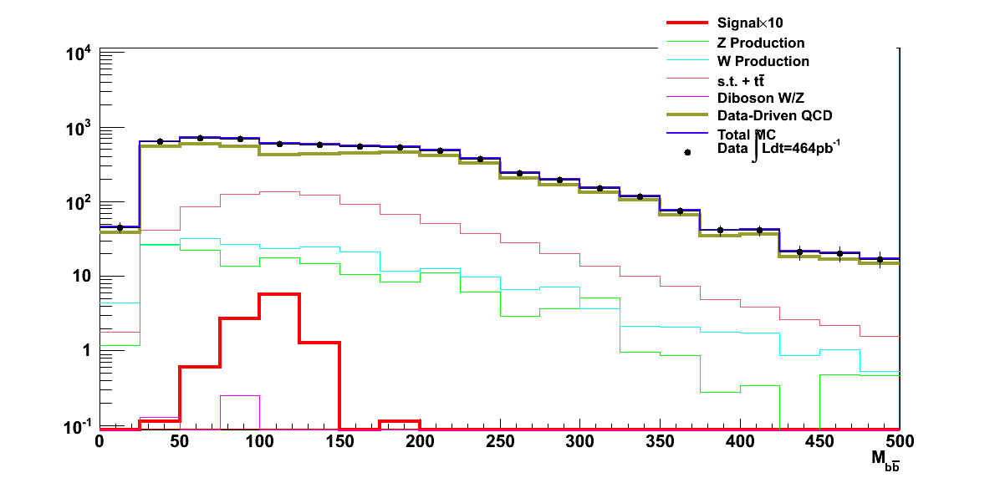 Signal×10
Z Production
W Production
s.t. + tt̄
Diboson W/Z
Data-Driven QCD
Total MC
Data ∫Ldt=464pb⁻¹
10⁴
10³
10²
10
1
10⁻¹
0 50 100 150 200 250 300 350 400 450 500
M_bb̄